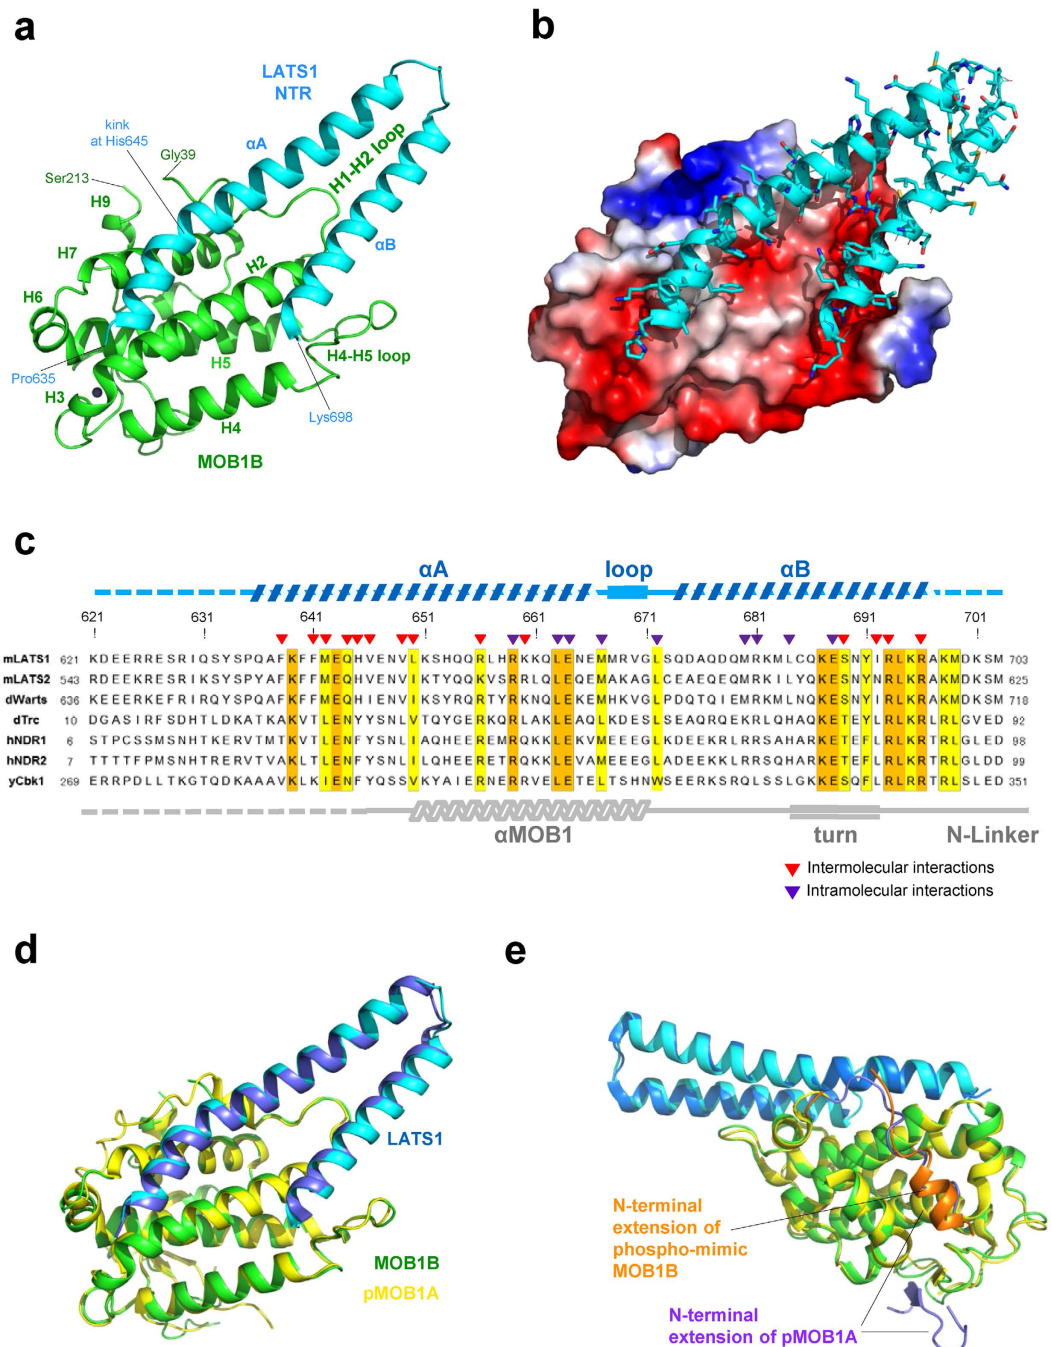 a
LATS1
NTR
kink
at His645
αA
Gly39
Ser213
H1-H2 loop
H9
αB
H7
H2
H6
H5
H4-H5 loop
Pro635
H3
Lys698
H4
MOB1B
b
c
αA loop αB
621 631 641 651 661 671 681 691 701
mLATS1 621 KDEERRESRIQSYSPQAFKFFMEQHVENVLKSHQQRLHRKKQLENEMMRVGLSQDAQDQMRKMLCQKESNYIRLKRAKMDKSM 703
mLATS2 543 RDEEKRESRIKSYSPYAFKFFMEQHVENVIKTYQQKVSRRLQLEQEMAKAGLCEAEQEQMRKILYQKESNYNRLKRAKMDKSM 625
dWarts 636 KEEERKEFRIRQYSPQAFKFFMEQHIENVIKSYRQRTYRKNQLEKEMHKVGLPDQTQIEMRKMLNQKESNYIRLKRAKMDKSM 718
dTrc 10 DGASIRFSDHTLDKATKAKVTLENYYSNLVTQYGERKQRLAKLEAQLKDESLSEAQRQEKRLQHAQKETEYLRLKRLRLGVED 92
hNDR1 6 STPCSSMSNHTKERVTMTKVTLENFYSNLIAQHEEREMRQKKLEKVMEEEGLKDEEKRLRRSAHARKETEFLRLKRTRLGLED 98
hNDR2 7 TTTTFPMSNHTRERVTVAKLTLENFYSNLILQHEERETRQKKLEVAMEEEGLADEEKKLRRSQHARKETEFLRLKRTRLGLDD 99
yCbk1 269 ERRPDLLTKGTQDKAAAVKLKIENFYQSSVKYAIERNERRVELETELTSHNWSDEEKRSRQLSSLGKKESQFLRLRRTRLSLED 351
αMOB1 turn N-Linker
Intermolecular interactions
Intramolecular interactions
d
LATS1
MOB1B
pMOB1A
e
N-terminal
extension of
phospho-mimic
MOB1B
N-terminal
extension of pMOB1A